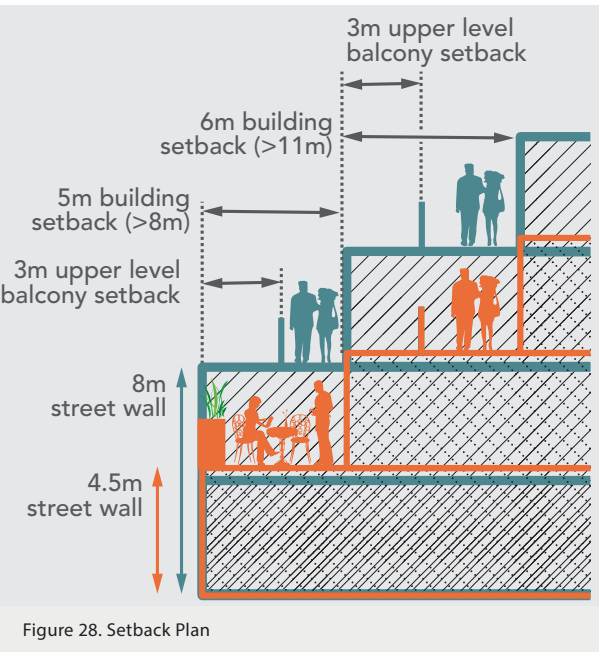 3m upper level
balcony setback
6m building
setback (>11m)
5m building
setback (>8m)
3m upper level
balcony setback
8m
street wall
4.5m
street wall
Figure 28. Setback Plan